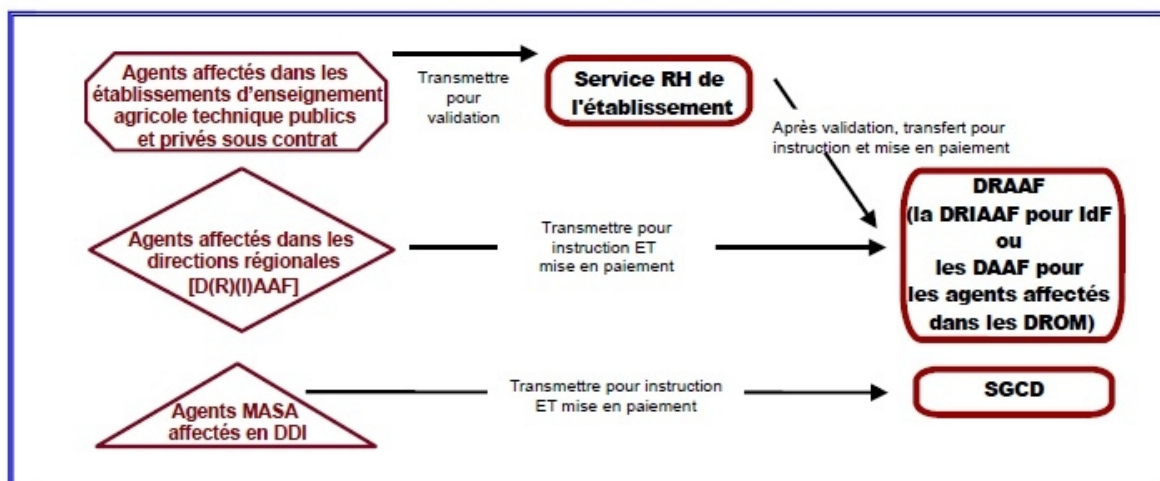 Agents affectés dans les
établissements d'enseignement
agricole technique publics
et privés sous contrat
Transmettre
pour
validation
Service RH de
l'établissement
Après validation, transfert pour
instruction et mise en paiement
Agents affectés dans les
directions régionales
[D(R)(I)AAF]
Transmettre pour
instruction ET
mise en paiement
DRAAF
(la DRIAAF pour IdF
ou
les DAAF pour
les agents affectés
dans les DROM)
Agents MASA
affectés en DDI
Transmettre pour instruction
ET mise en paiement
SGCD